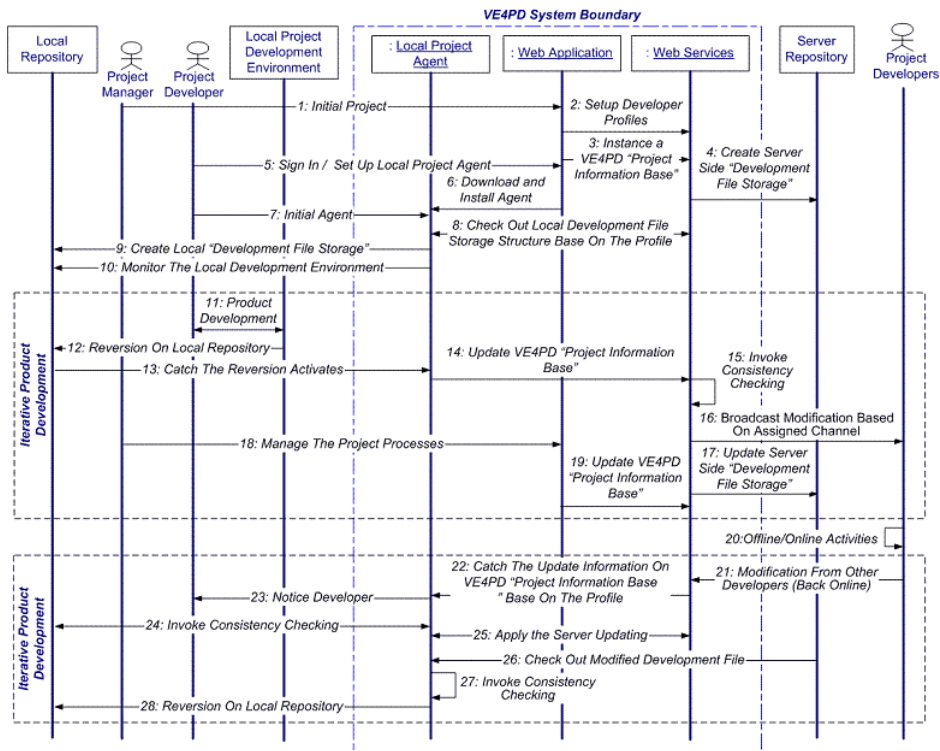 VE4PD System Boundary
Local
Repository
Project
Manager
Project
Developer
Local Project
Development
Environment
: Local Project
Agent
: Web Application
: Web Services
Server
Repository
Project
Developers
1: Initial Project
2: Setup Developer
Profiles
3: Instance a
VE4PD “Project
Information Base”
4: Create Server
Side “Development
File Storage”
5: Sign In / Set Up Local Project Agent
6: Download and
Install Agent
7: Initial Agent
8: Check Out Local Development File
Storage Structure Base On The Profile
9: Create Local “Development File Storage”
10: Monitor The Local Development Environment
Iterative Product
Development
11: Product
Development
12: Reversion On Local Repository
13: Catch The Reversion Activates
14: Update VE4PD “Project Information
Base”
15: Invoke
Consistency
Checking
16: Broadcast Modification Based
On Assigned Channel
17: Update Server
Side “Development
File Storage”
18: Manage The Project Processes
19: Update VE4PD
“Project Information
Base”
20:Offline/Online Activities
Iterative Product
Development
21: Modification From Other
Developers (Back Online)
22: Catch The Update Information On
VE4PD “Project Information Base
” Base On The Profile
23: Notice Developer
24: Invoke Consistency Checking
25: Apply the Server Updating
26: Check Out Modified Development File
27: Invoke Consistency
Checking
28: Reversion On Local Repository